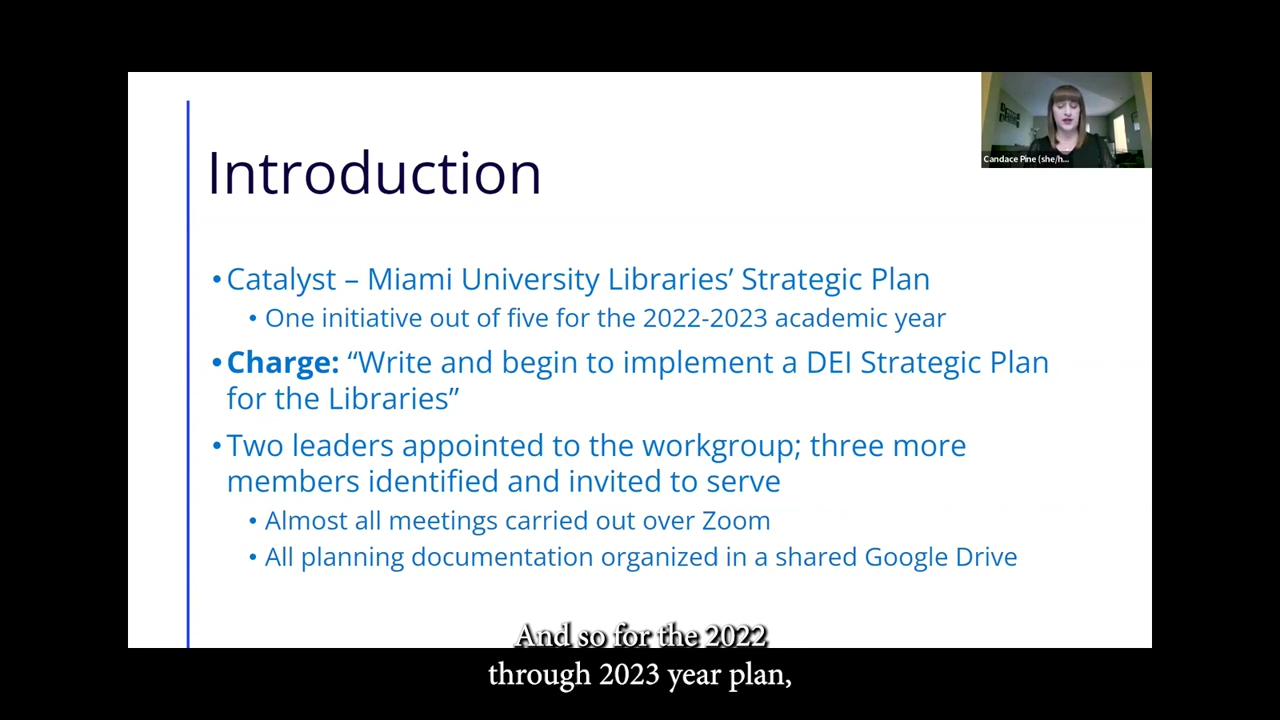 Candace Pine (she/h...
Introduction
• Catalyst – Miami University Libraries’ Strategic Plan
• One initiative out of five for the 2022-2023 academic year
• Charge: “Write and begin to implement a DEI Strategic Plan
for the Libraries”
• Two leaders appointed to the workgroup; three more
members identified and invited to serve
• Almost all meetings carried out over Zoom
• All planning documentation organized in a shared Google Drive
And so for the 2022
through 2023 year plan,